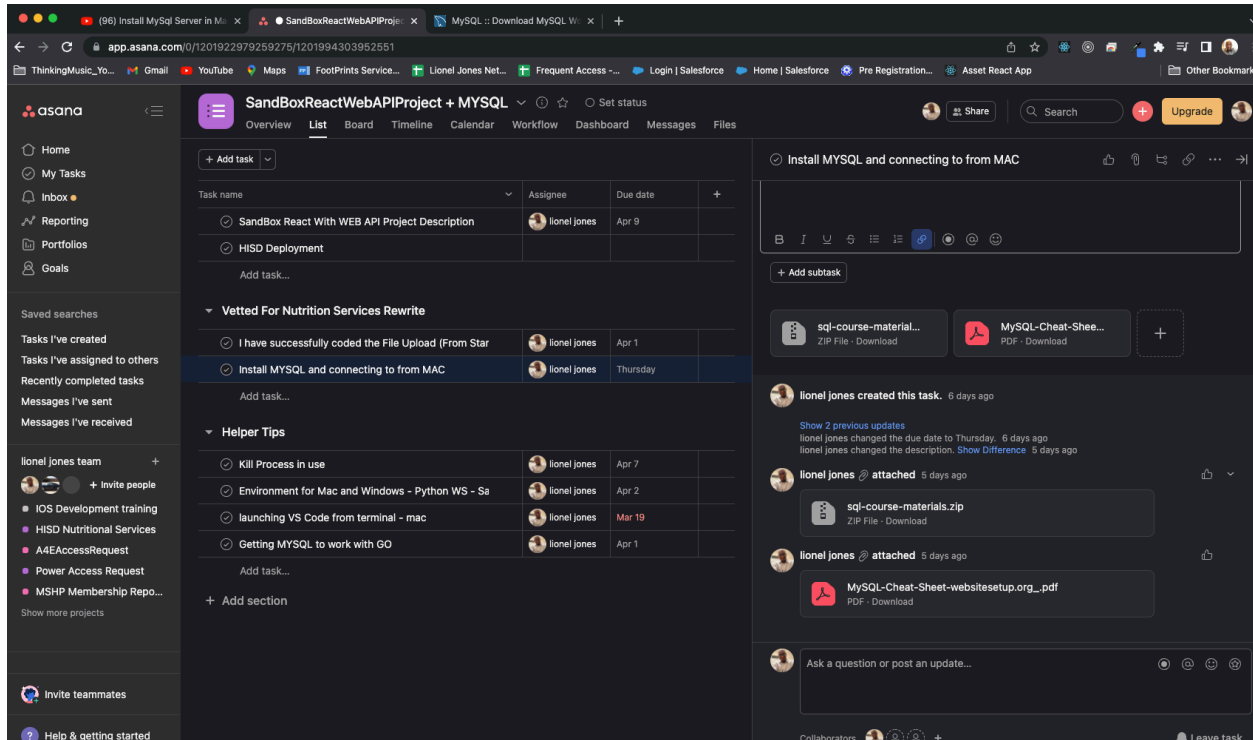 (96) Install MySql Server in Ma
SandBoxReactWebAPIProjec
MySQL :: Download MySQL Wo
app.asana.com/0/1201922979259275/1201994303952551
ThinkingMusic_Yo...
Gmail
YouTube
Maps
FootPrints Service...
Lionel Jones Net...
Frequent Access -...
Login | Salesforce
Home | Salesforce
Pre Registration...
Asset React App
Other Bookmark
asana
Home
My Tasks
Inbox
Reporting
Portfolios
Goals
Saved searches
Tasks I've created
Tasks I've assigned to others
Recently completed tasks
Messages I've sent
Messages I've received
lionel jones team
+ Invite people
IOS Development training
HISD Nutritional Services
A4EAccessRequest
Power Access Request
MSHP Membership Repo...
Show more projects
Invite teammates
? Help & getting started
SandBoxReactWebAPIProject + MYSQL
Set status
Overview List Board Timeline Calendar Workflow Dashboard Messages Files
Share
Search
Upgrade
+ Add task
Task name Assignee Due date +
SandBox React With WEB API Project Description lionel jones Apr 9
HISD Deployment
Add task...
Vetted For Nutrition Services Rewrite
I have successfully coded the File Upload (From Star lionel jones Apr 1
Install MYSQL and connecting to from MAC lionel jones Thursday
Add task...
Helper Tips
Kill Process in use lionel jones Apr 7
Environment for Mac and Windows - Python WS - Sa lionel jones Apr 2
launching VS Code from terminal - mac lionel jones Mar 19
Getting MYSQL to work with GO lionel jones Apr 1
Add task...
+ Add section
Install MYSQL and connecting to from MAC
B I U S
+ Add subtask
sql-course-material...
ZIP File · Download
MySQL-Cheat-Shee...
PDF · Download
lionel jones created this task. 6 days ago
Show 2 previous updates
lionel jones changed the due date to Thursday. 6 days ago
lionel jones changed the description. Show Difference 5 days ago
lionel jones attached 5 days ago
sql-course-materials.zip
ZIP File · Download
lionel jones attached 5 days ago
MySQL-Cheat-Sheet-websitesetup.org_.pdf
PDF · Download
Ask a question or post an update...
Collaborators
Leave task